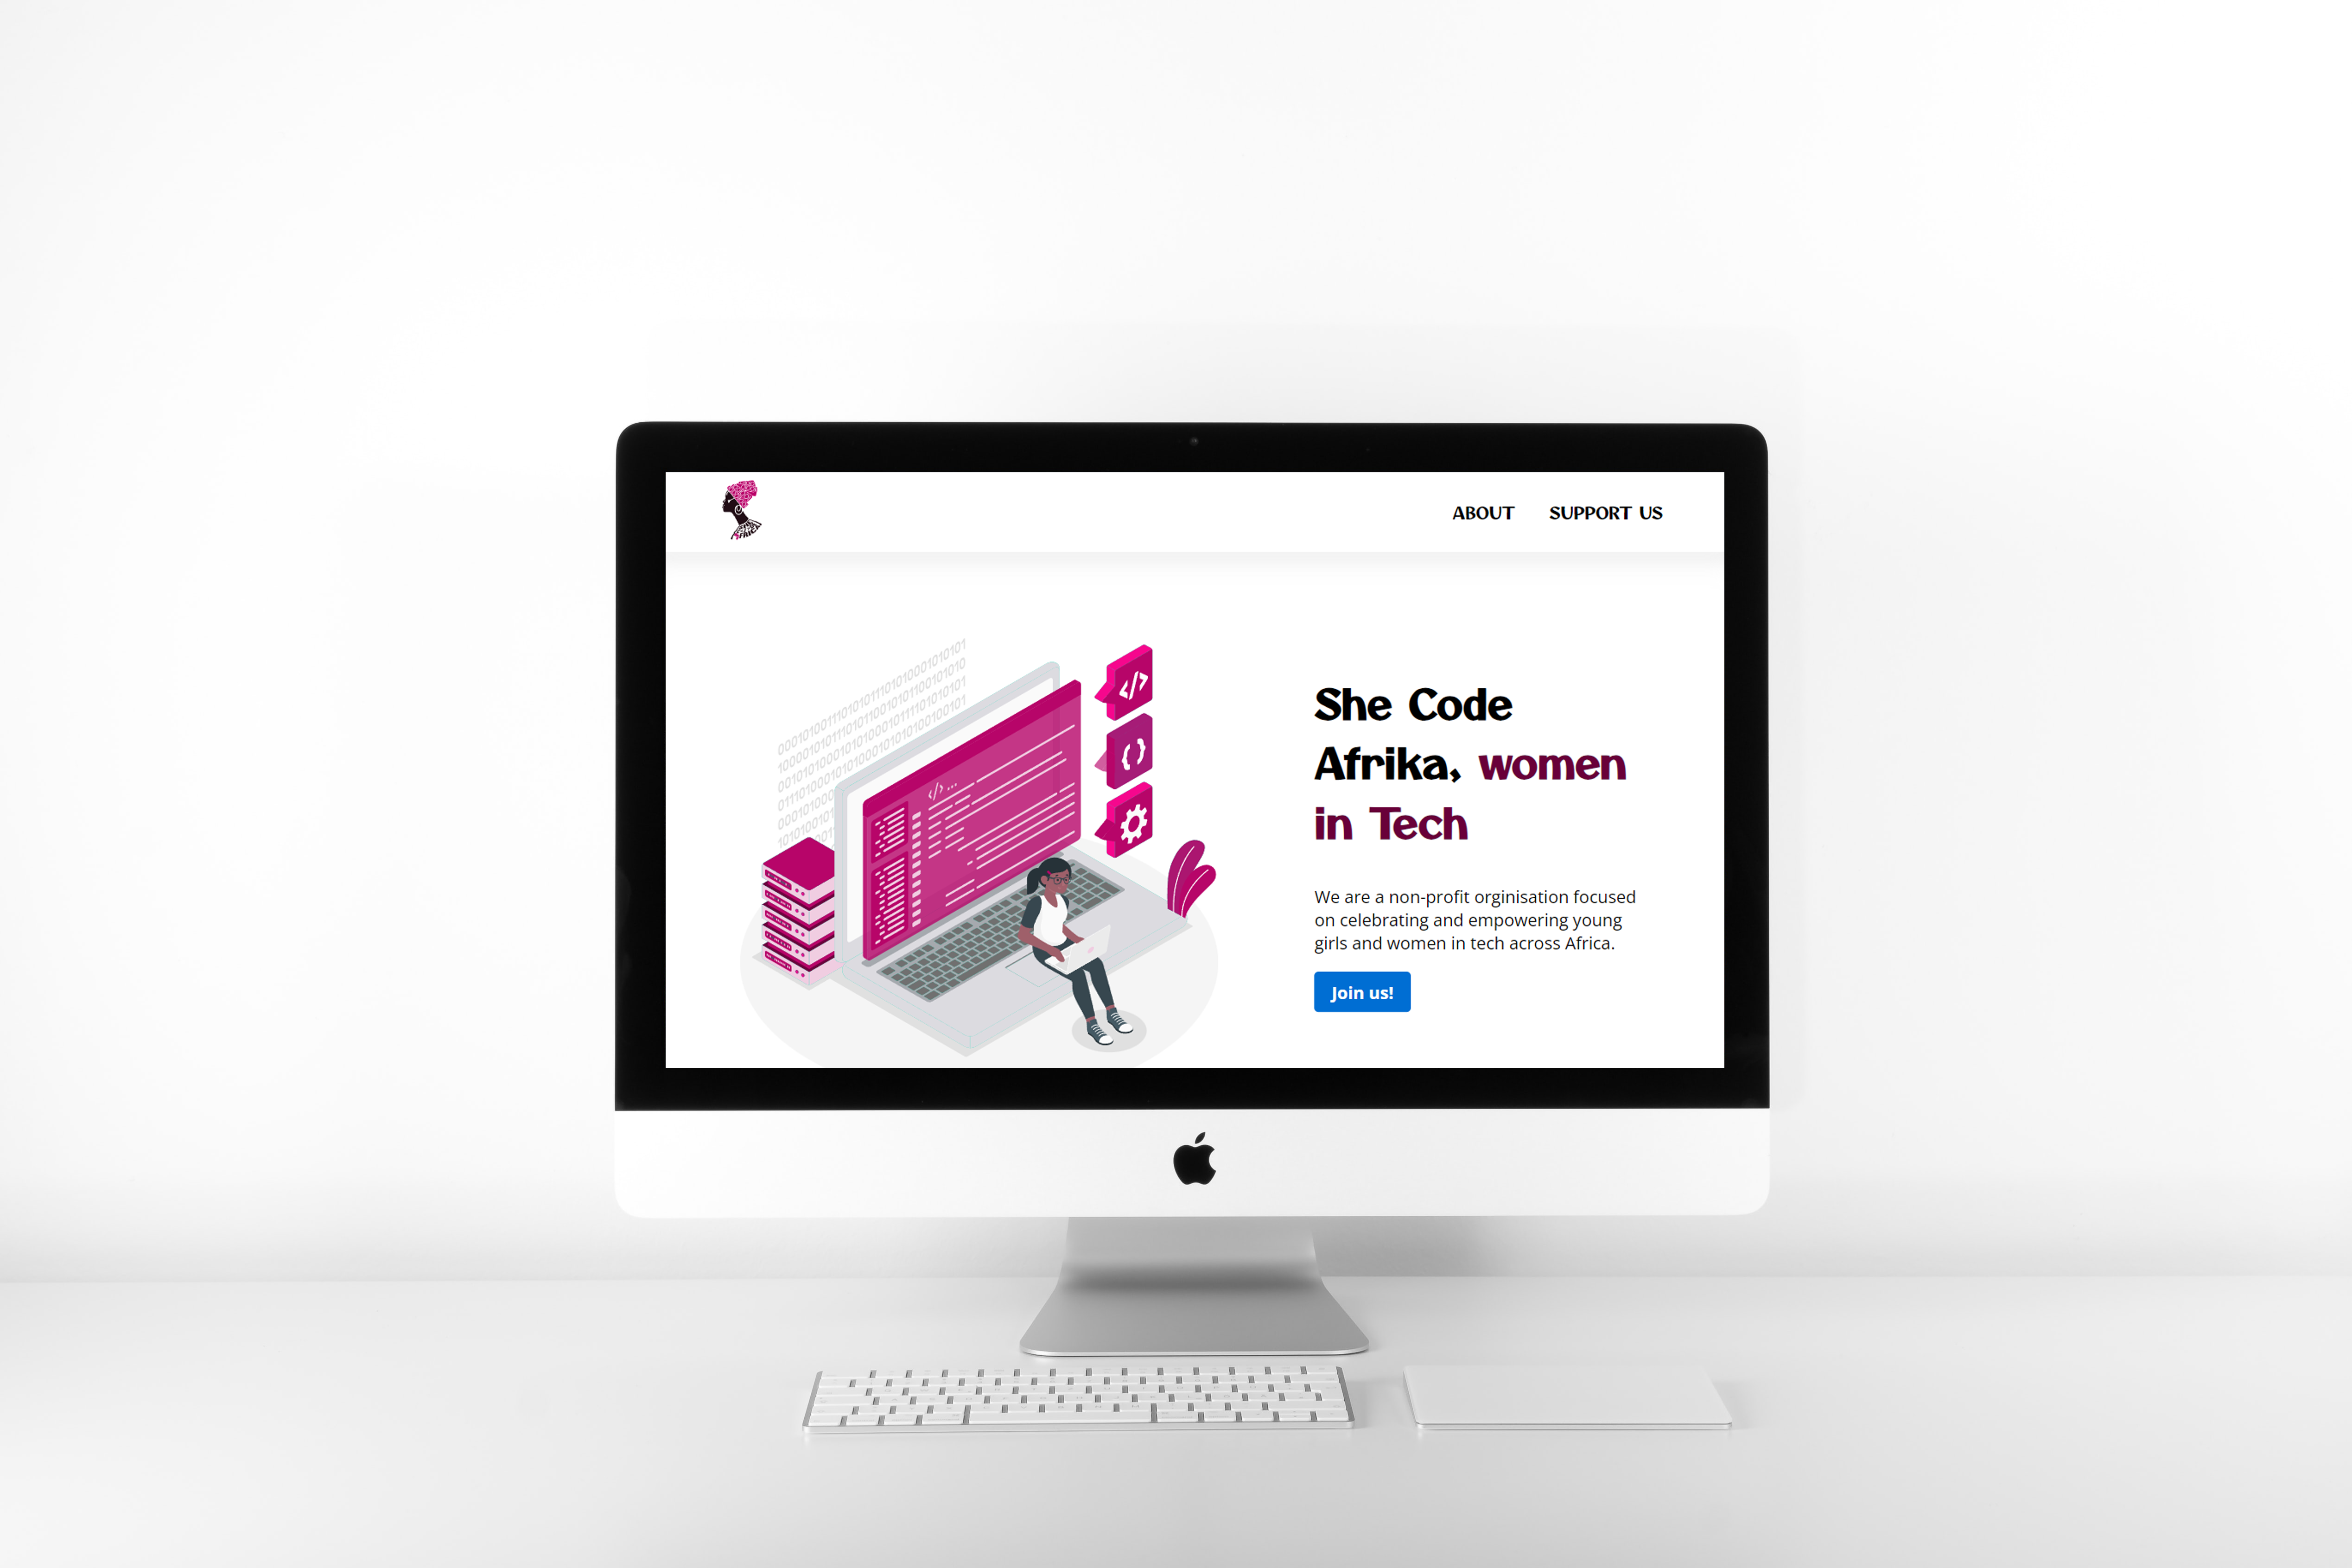 ABOUT SUPPORT US
She Code
Afrika, women
in Tech
We are a non-profit orginisation focused
on celebrating and empowering young
girls and women in tech across Africa.
Join us!